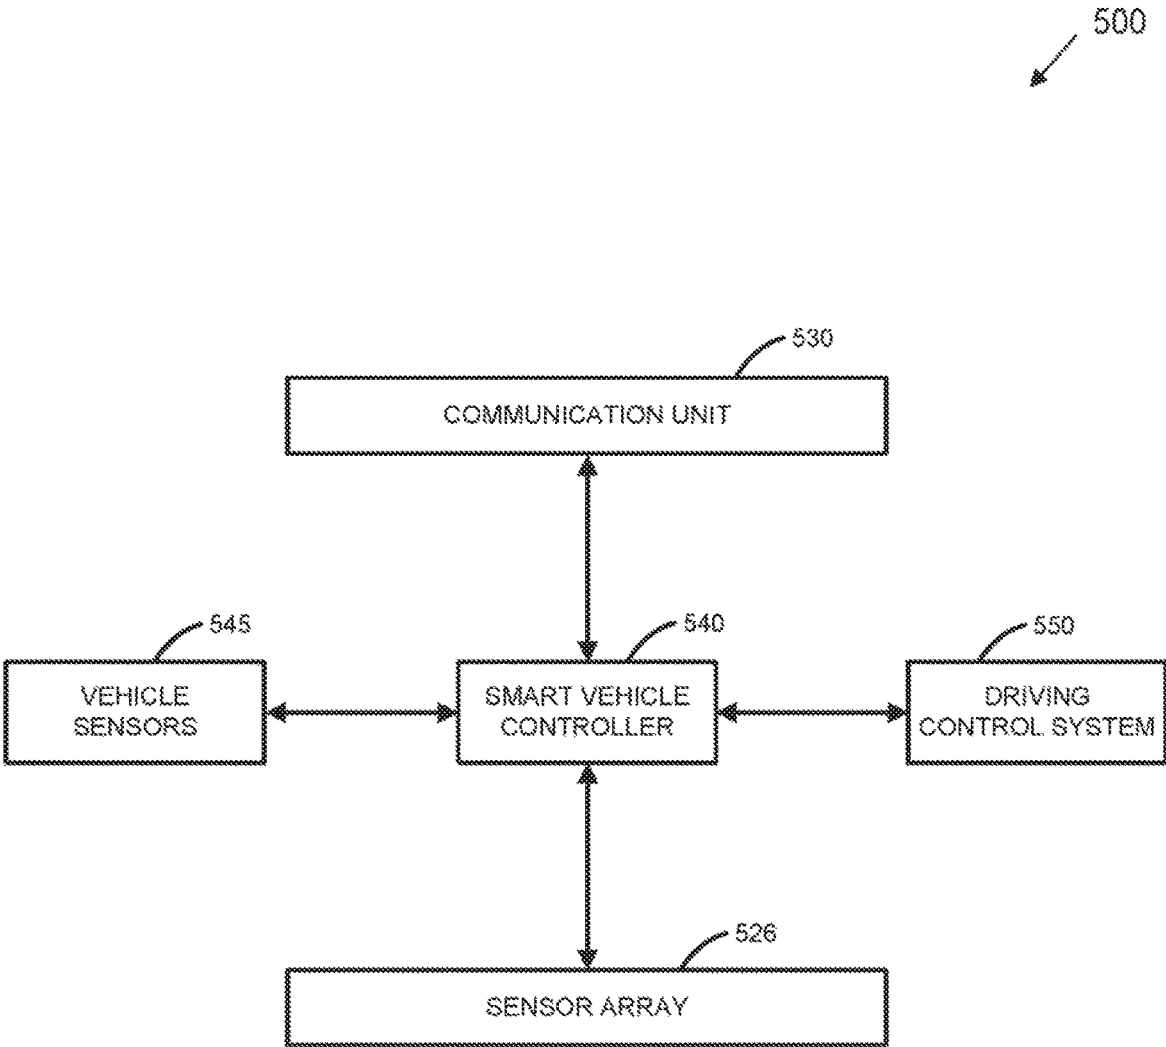 500
530
COMMUNICATION UNIT
545
540
550
VEHICLE
SENSORS
SMART VEHICLE
CONTROLLER
DRIVING
CONTROL SYSTEM
526
SENSOR ARRAY